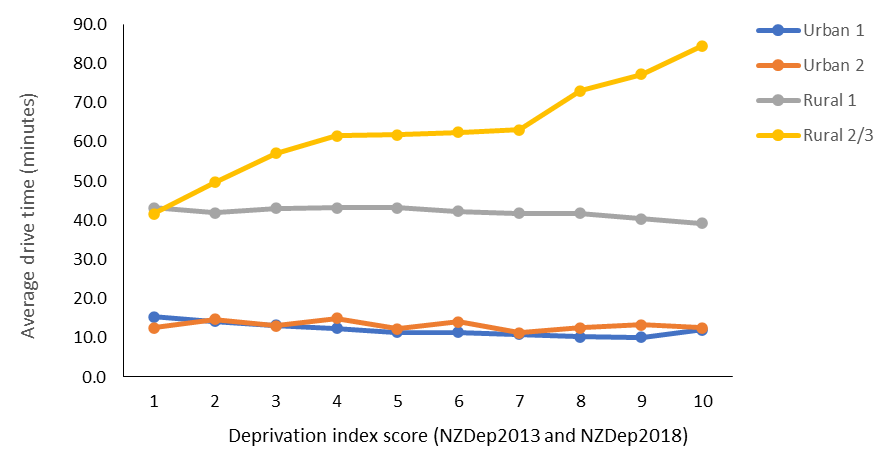 90.0
80.0
70.0
60.0
50.0
40.0
30.0
20.0
10.0
0.0
Average drive time (minutes)
1 2 3 4 5 6 7 8 9 10
Deprivation index score (NZDep2013 and NZDep2018)
Urban 1
Urban 2
Rural 1
Rural 2/3